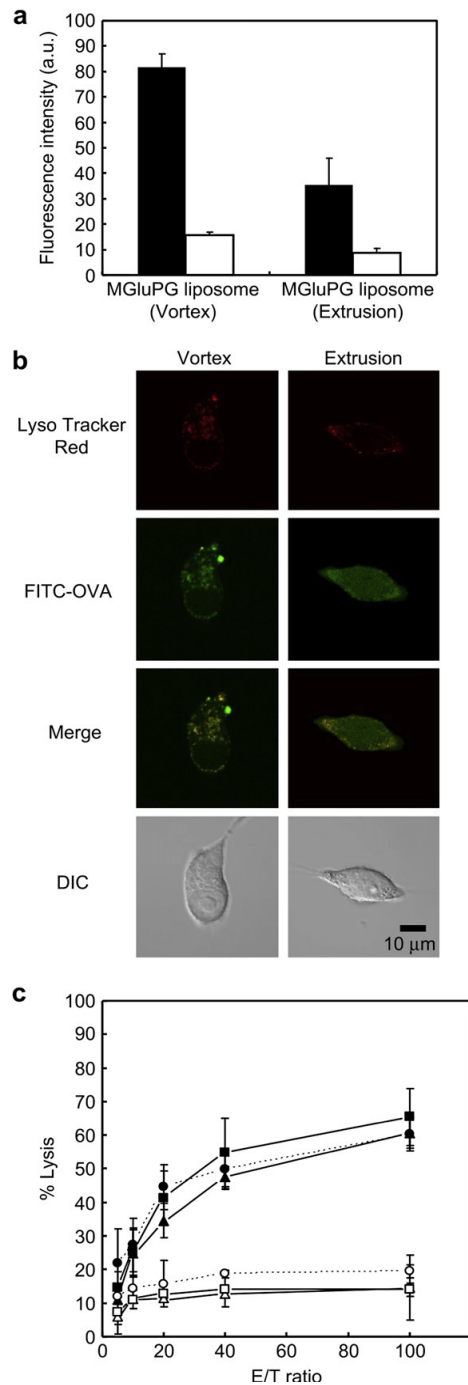 a
Fluorescence intensity (a.u.)
100
90
80
70
60
50
40
30
20
10
0
MGluPG liposome
(Vortex)
MGluPG liposome
(Extrusion)
b
Vortex
Extrusion
Lyso Tracker
Red
FITC-OVA
Merge
DIC
10 μm
c
% Lysis
100
90
80
70
60
50
40
30
20
10
0
0
20
40
60
80
100
E/T ratio